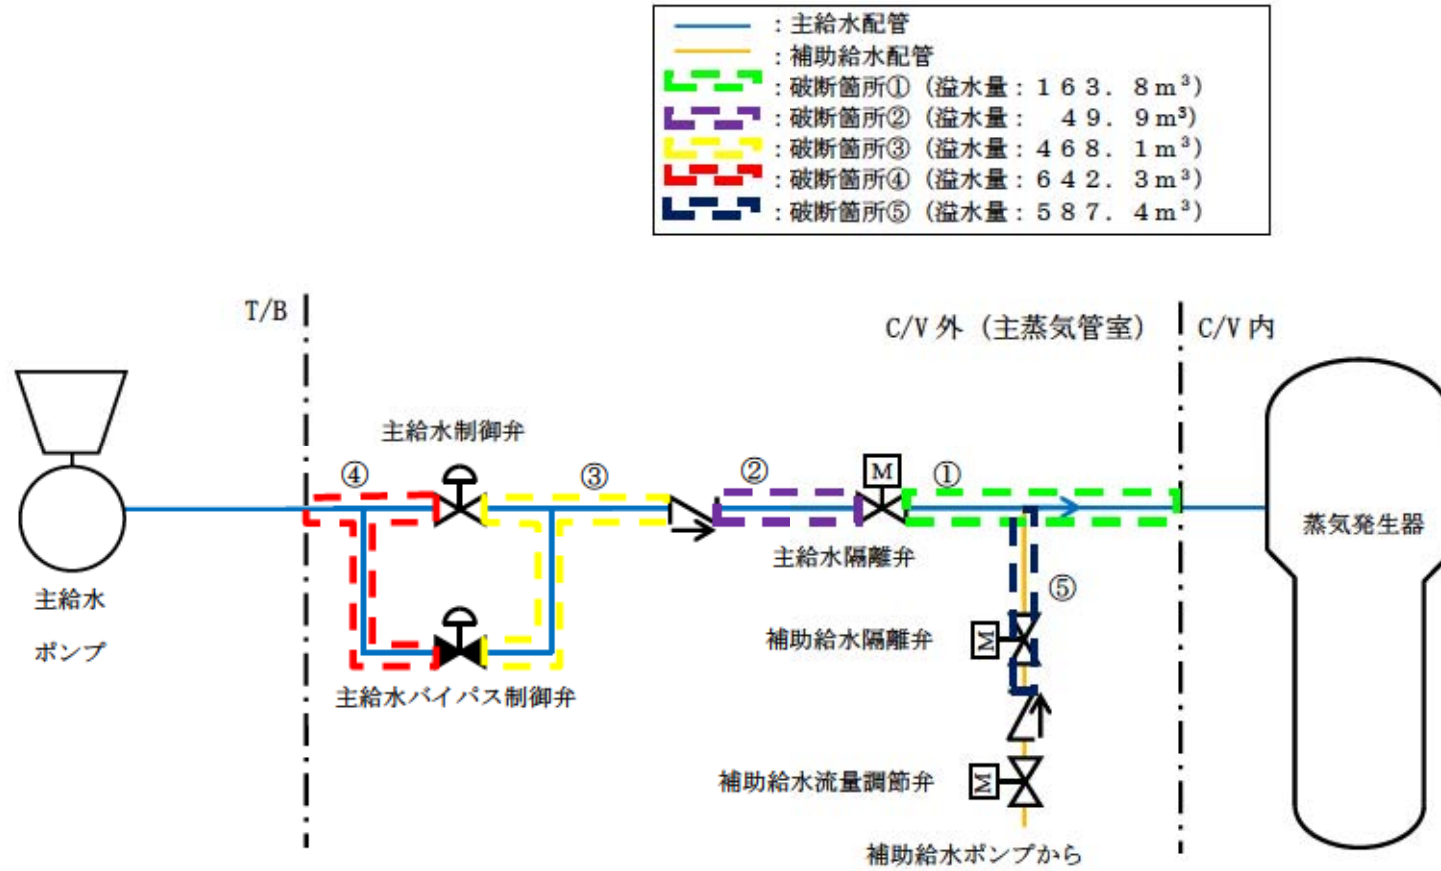 ：主給水配管
：補助給水配管
：破断箇所①（溢水量：１６３．８m³）
：破断箇所②（溢水量：　４９．９m³）
：破断箇所③（溢水量：４６８．１m³）
：破断箇所④（溢水量：６４２．３m³）
：破断箇所⑤（溢水量：５８７．４m³）
T/B
C/V 外（主蒸気管室）
C/V 内
主給水制御弁
④
③
②
M
①
主給水隔離弁
蒸気発生器
主給水
ポンプ
⑤
M
補助給水隔離弁
主給水バイパス制御弁
補助給水流量調節弁
M
補助給水ポンプから